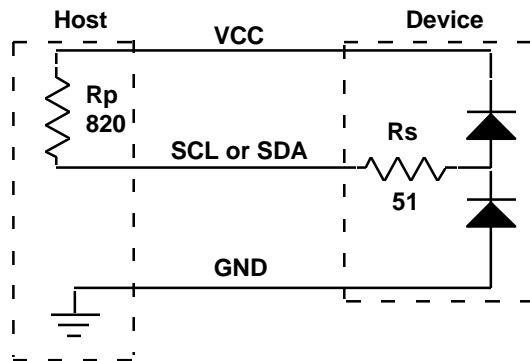 Host
Device
VCC
Rp
820
Rs
SCL or SDA
51
GND